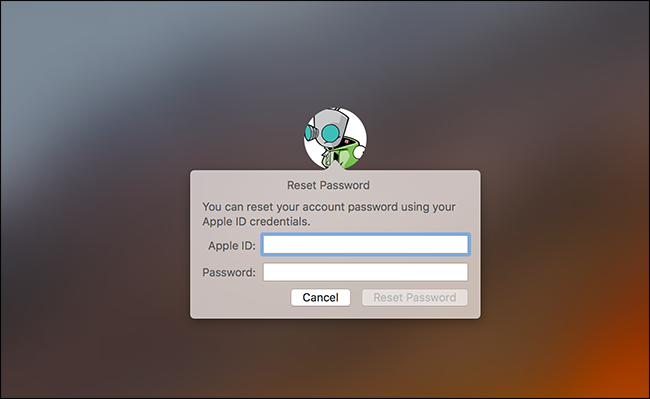 Reset Password
You can reset your account password using your
Apple ID credentials.
Apple ID:
Password:
Cancel Reset Password